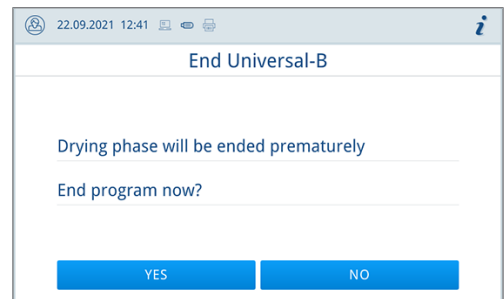 22.09.2021 12:41
i
End Universal-B
Drying phase will be ended prematurely
End program now?
YES NO